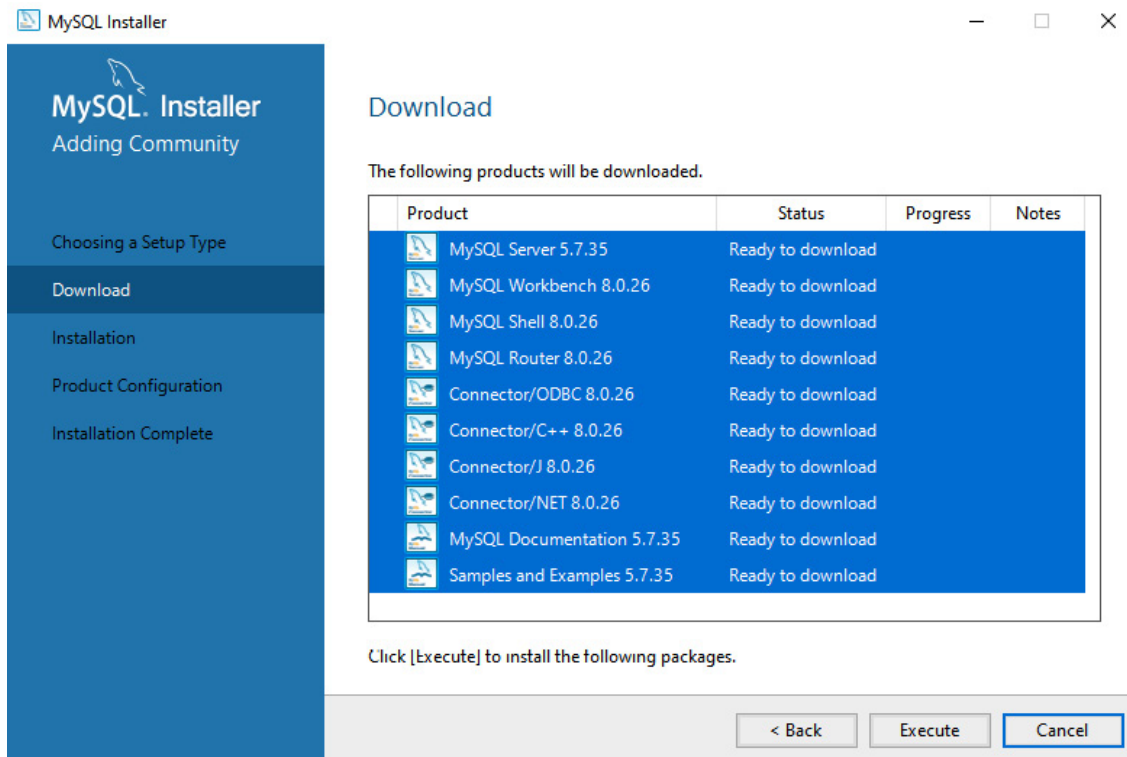 MySQL Installer
MySQL. Installer
Adding Community
Choosing a Setup Type
Download
Installation
Product Configuration
Installation Complete
Download
The following products will be downloaded.
Product Status Progress Notes
MySQL Server 5.7.35 Ready to download
MySQL Workbench 8.0.26 Ready to download
MySQL Shell 8.0.26 Ready to download
MySQL Router 8.0.26 Ready to download
Connector/ODBC 8.0.26 Ready to download
Connector/C++ 8.0.26 Ready to download
Connector/J 8.0.26 Ready to download
Connector/NET 8.0.26 Ready to download
MySQL Documentation 5.7.35 Ready to download
Samples and Examples 5.7.35 Ready to download
Click [Execute] to install the following packages.
< Back Execute Cancel